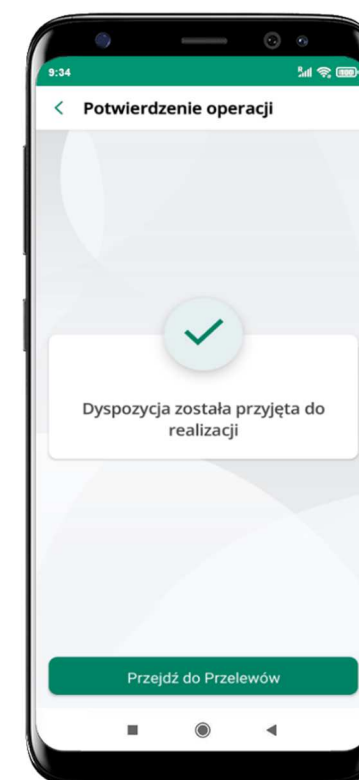 9:34
Potwierdzenie operacji
Dyspozycja została przyjęta do
realizacji
Przejdź do Przelewów